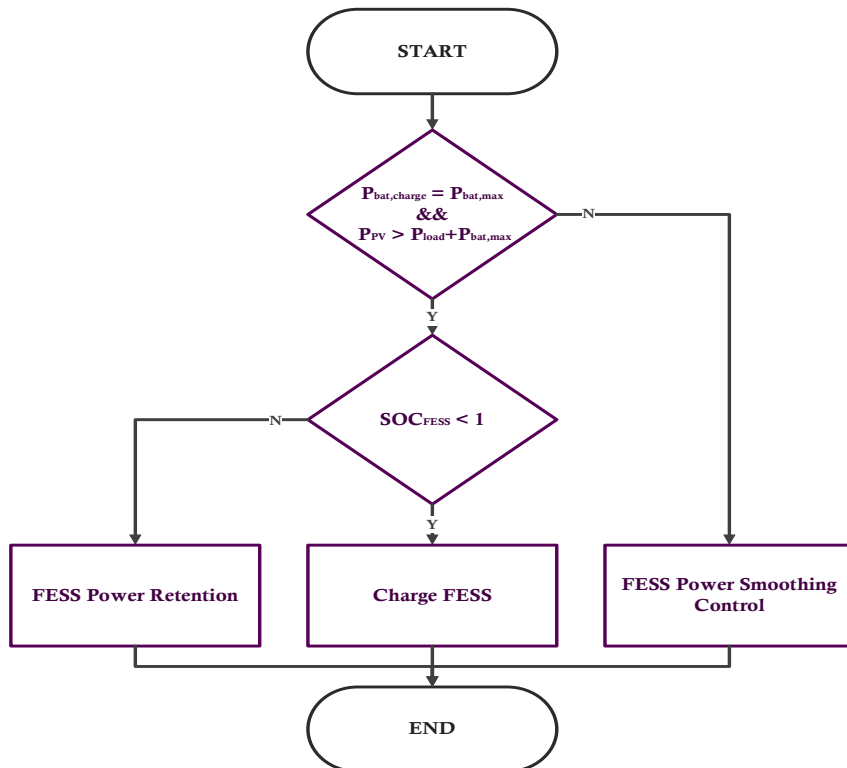 START
Pbat,charge = Pbat,max
&&
PPV > Pload+Pbat,max
N
Y
SOCFESS < 1
N
Y
FESS Power Retention
Charge FESS
FESS Power Smoothing
Control
END